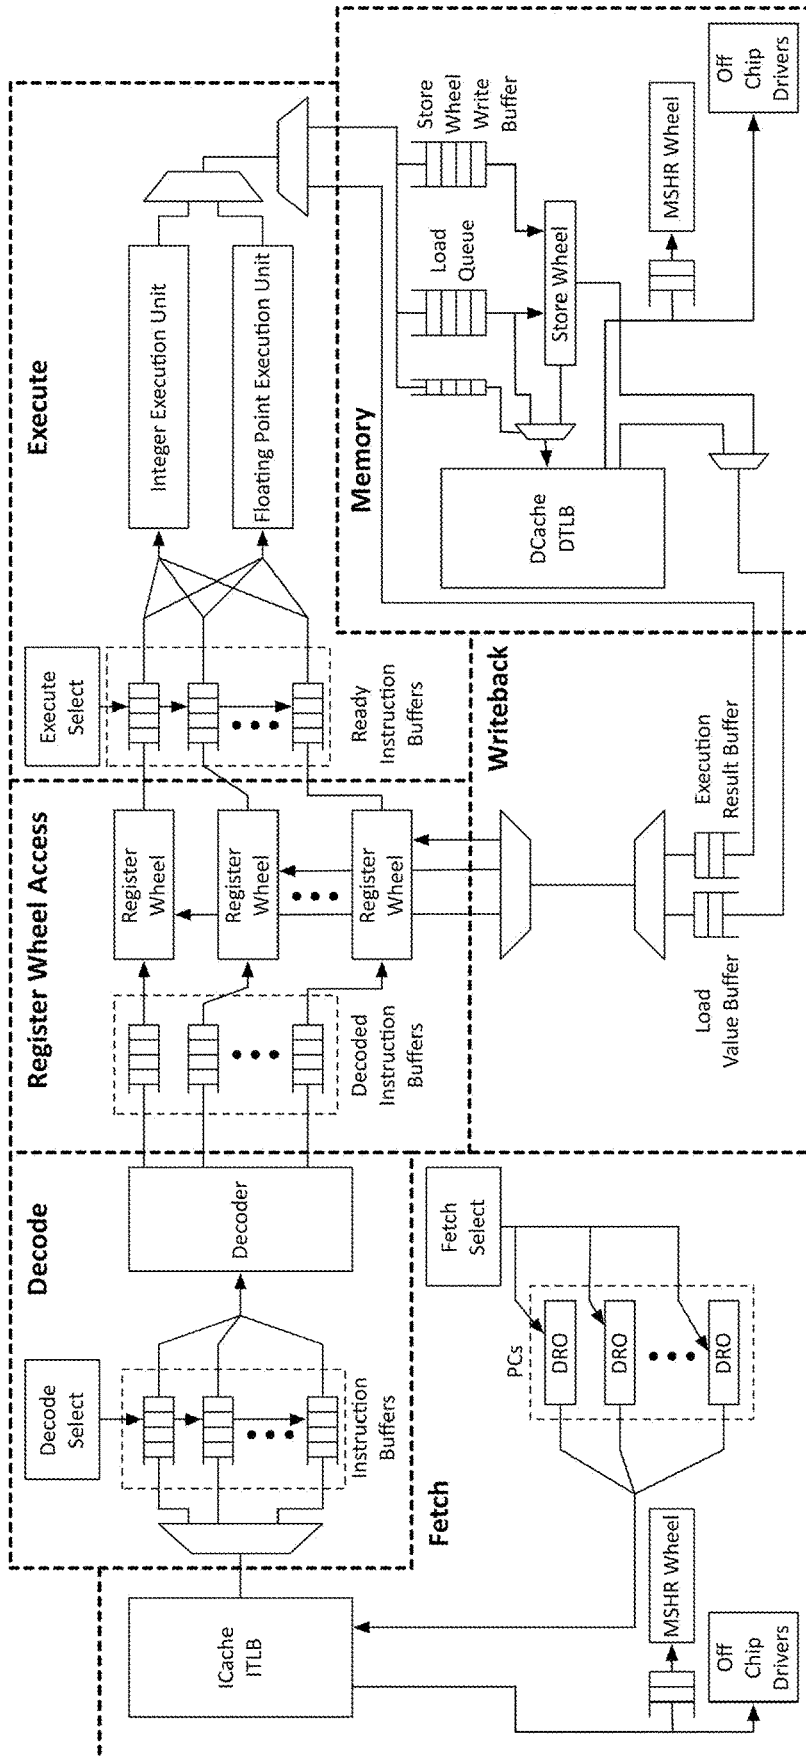 Decode
Decode
Select
Instruction
Buffers
Decoder
Register Wheel Access
Decoded
Instruction
Buffers
Register
Wheel
Register
Wheel
Register
Wheel
Execute
Execute
Select
Ready
Instruction
Buffers
Integer Execution Unit
Floating Point Execution Unit
Fetch
ICache
ITLB
MSHR Wheel
Off
Chip
Drivers
PCs
DRO
DRO
DRO
Fetch
Select
Writeback
Load
Value Buffer
Execution
Result Buffer
Memory
DCache
DTLB
Load
Queue
Store
Wheel
Write
Buffer
Store Wheel
MSHR Wheel
Off
Chip
Drivers